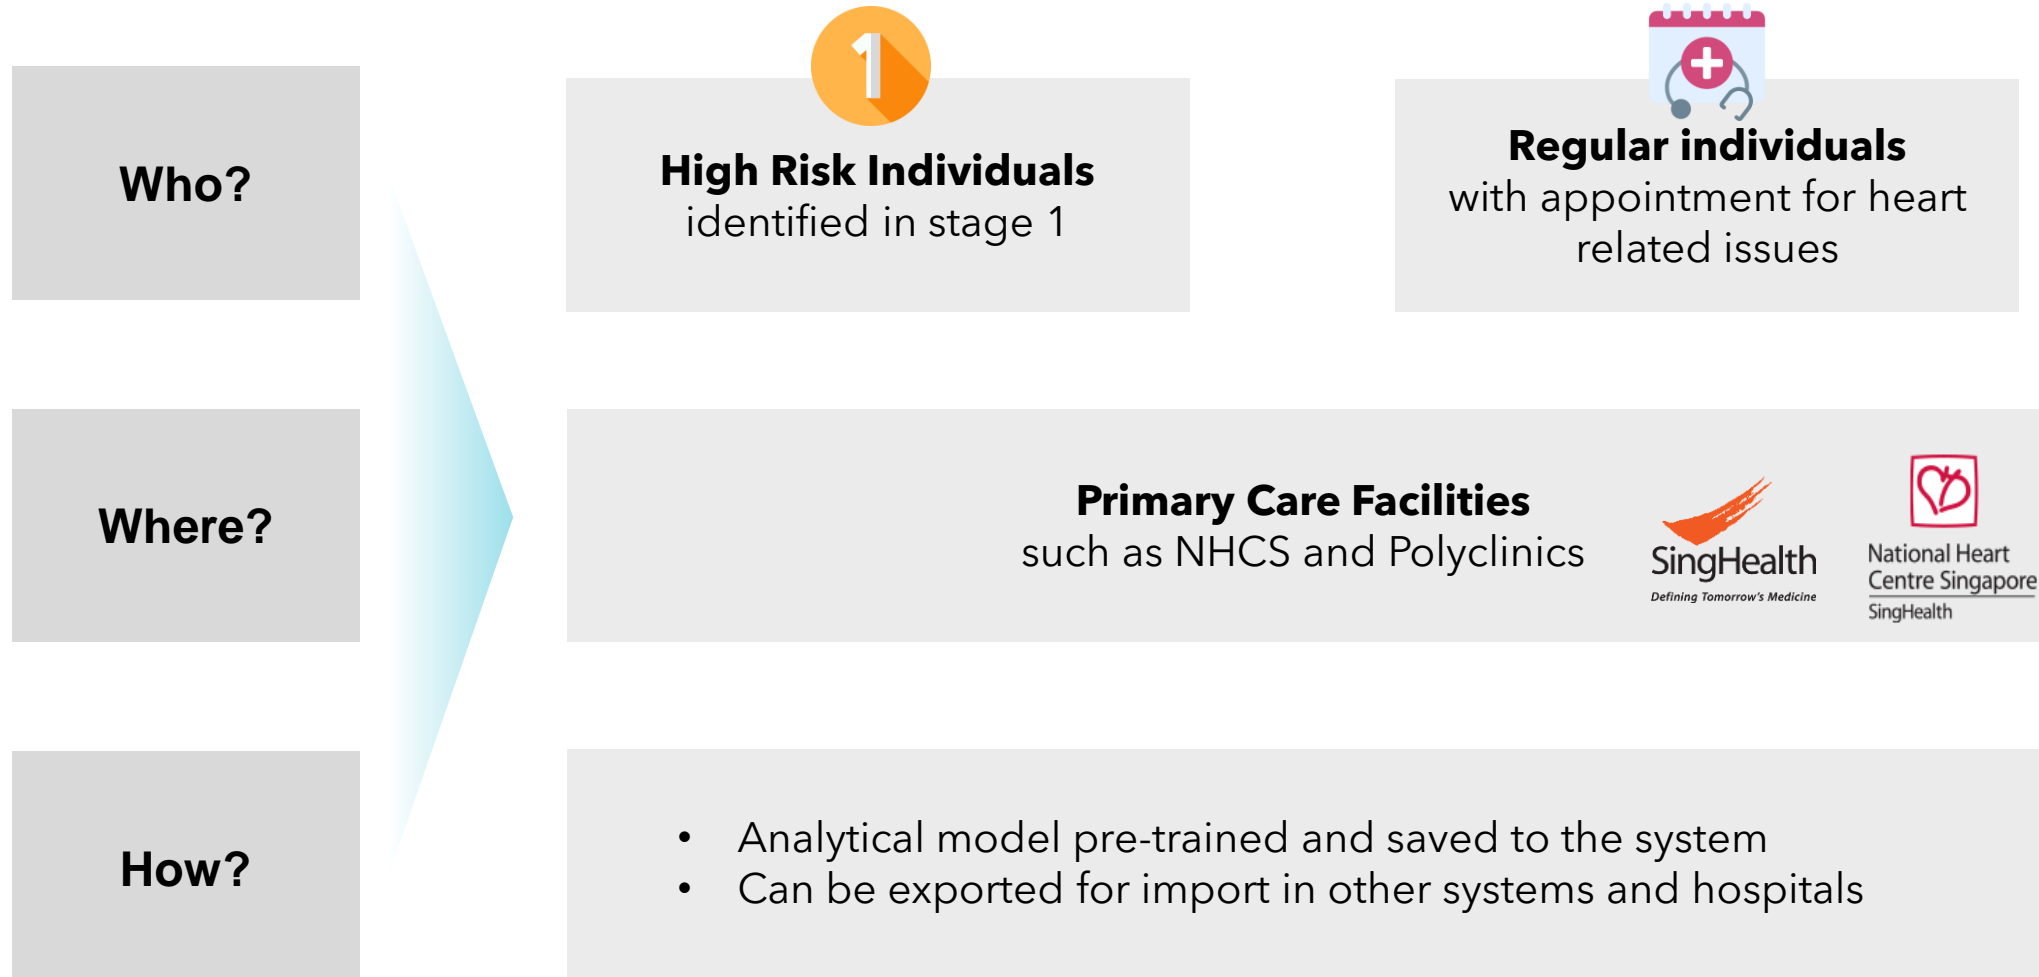 Who?
1
High Risk Individuals
identified in stage 1
Regular individuals
with appointment for heart
related issues
Where?
Primary Care Facilities
such as NHCS and Polyclinics
SingHealth
Defining Tomorrow's Medicine
National Heart
Centre Singapore
SingHealth
How?
• Analytical model pre-trained and saved to the system
• Can be exported for import in other systems and hospitals